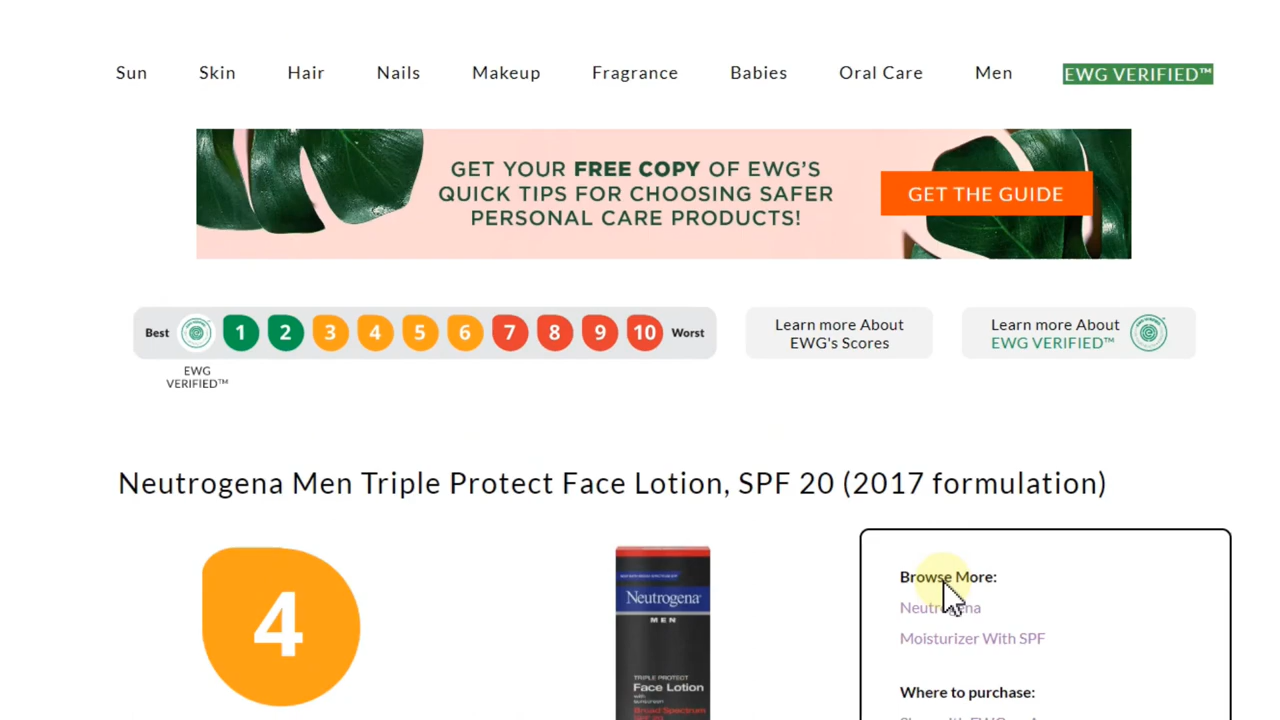 Sun Skin Hair Nails Makeup Fragrance Babies Oral Care Men EWG VERIFIED™
GET YOUR FREE COPY OF EWG'S
QUICK TIPS FOR CHOOSING SAFER
PERSONAL CARE PRODUCTS!
GET THE GUIDE
Best 1 2 3 4 5 6 7 8 9 10 Worst
EWG
VERIFIED™
Learn more About
EWG's Scores
Learn more About
EWG VERIFIED™
Neutrogena Men Triple Protect Face Lotion, SPF 20 (2017 formulation)
4
Neutrogena
MEN
TRIPLE PROTECT
Face Lotion
with
sunscreen
Broad Spectrum
Browse More:
Neutrogena
Moisturizer With SPF
Where to purchase: